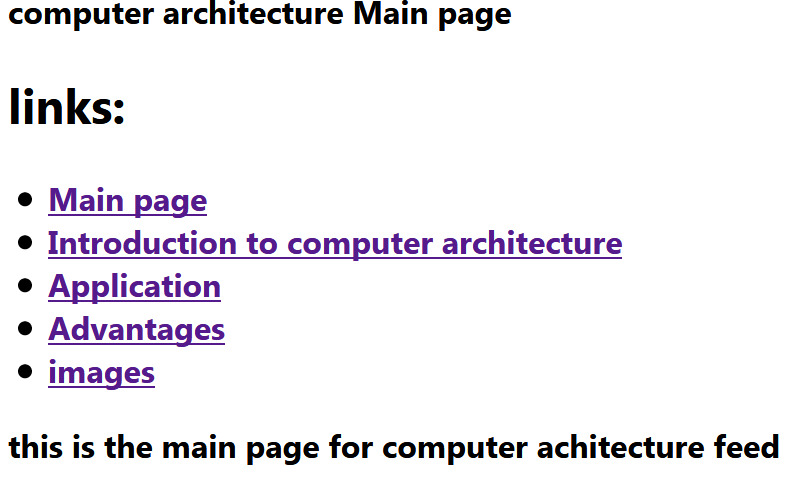 computer architecture Main page
links:
Main page
Introduction to computer architecture
Application
Advantages
images
this is the main page for computer achitecture feed